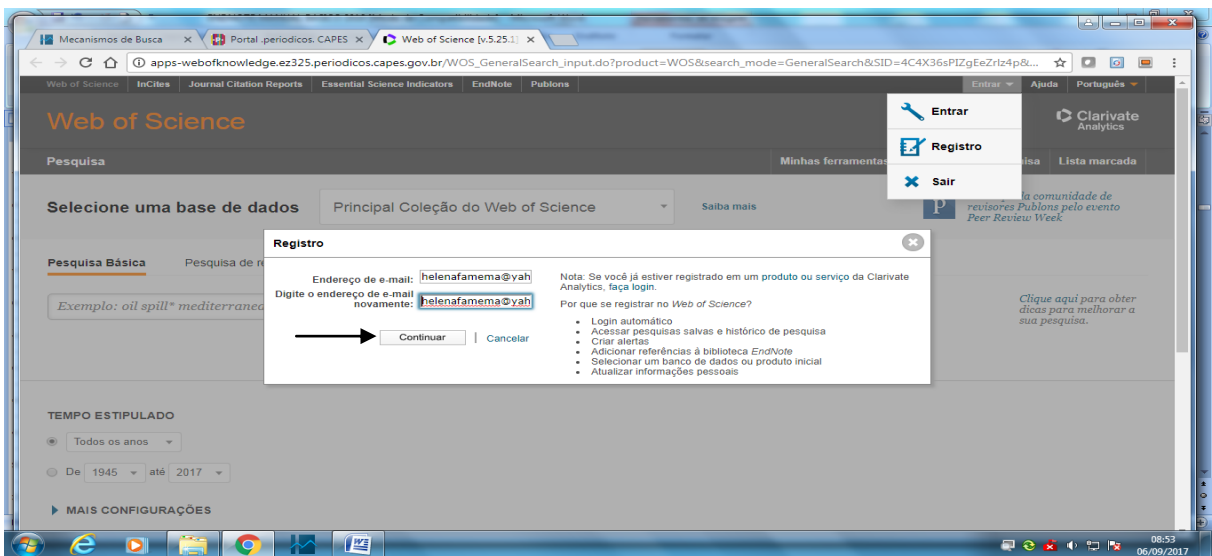 Mecanismos de Busca
Portal .periodicos. CAPES
Web of Science [v.5.25.1]
apps-webofknowledge.ez325.periodicos.capes.gov.br/WOS_GeneralSearch_input.do?product=WOS&search_mode=GeneralSearch&SID=4C4X36sPIZgEeZrlz4p&...
Web of Science InCites Journal Citation Reports Essential Science Indicators EndNote Publons Entrar Ajuda Português
Web of Science
Entrar
Clarivate
Analytics
Registro
Pesquisa
Minhas ferramentas
isa
Lista marcada
Sair
Selecione uma base de dados
Principal Coleção do Web of Science
Saiba mais
p
la comunidade de
revisores Publons pelo evento
Peer Review Week
Pesquisa Básica
Pesquisa de re
Exemplo: oil spill* mediterranea
Registro
Endereço de e-mail: helenafamema@yah
Digite o endereço de e-mail
novamente: helenafamema@yah
Continuar | Cancelar
Nota: Se você já estiver registrado em um produto ou serviço da Clarivate
Analytics, faça login.
Por que se registrar no Web of Science?
• Login automático
• Acessar pesquisas salvas e histórico de pesquisa
• Criar alertas
• Adicionar referências à biblioteca EndNote
• Selecionar um banco de dados ou produto inicial
• Atualizar informações pessoais
Clique aqui para obter
dicas para melhorar a
sua pesquisa.
TEMPO ESTIPULADO
Todos os anos
De 1945 até 2017
MAIS CONFIGURAÇÕES
08:53
06/09/2017